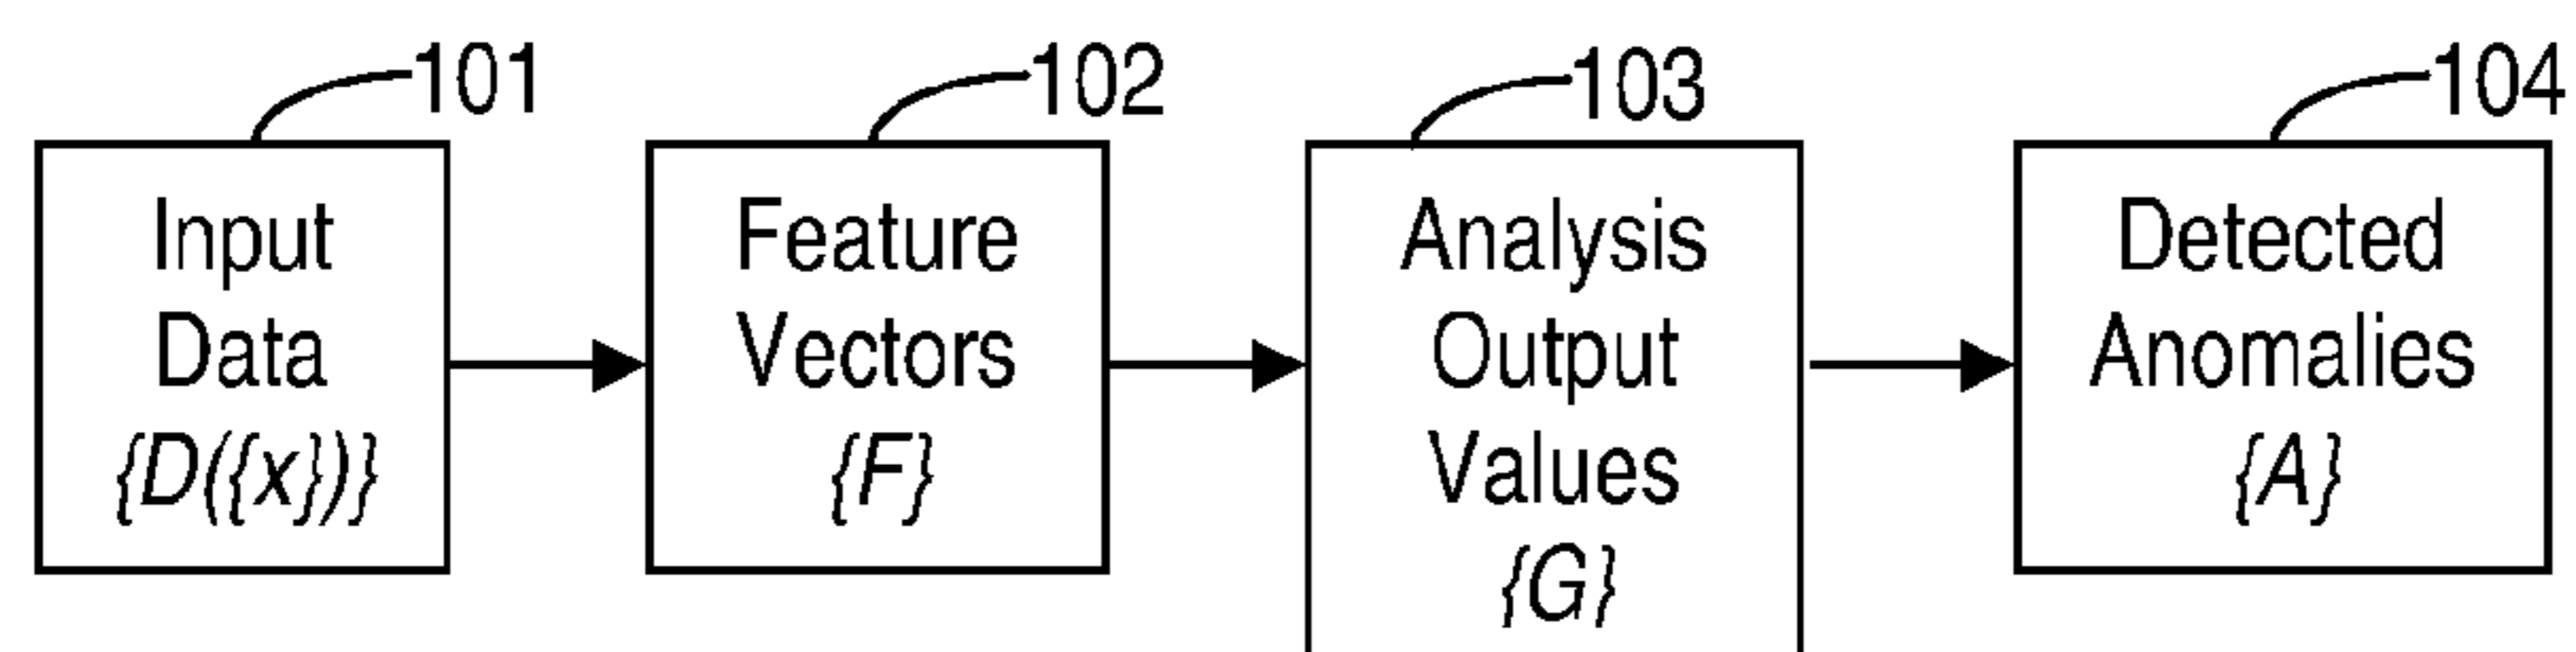 101
102
103
104
Input
Data
{D({x})}
Feature
Vectors
{F}
Analysis
Output
Values
{G}
Detected
Anomalies
{A}